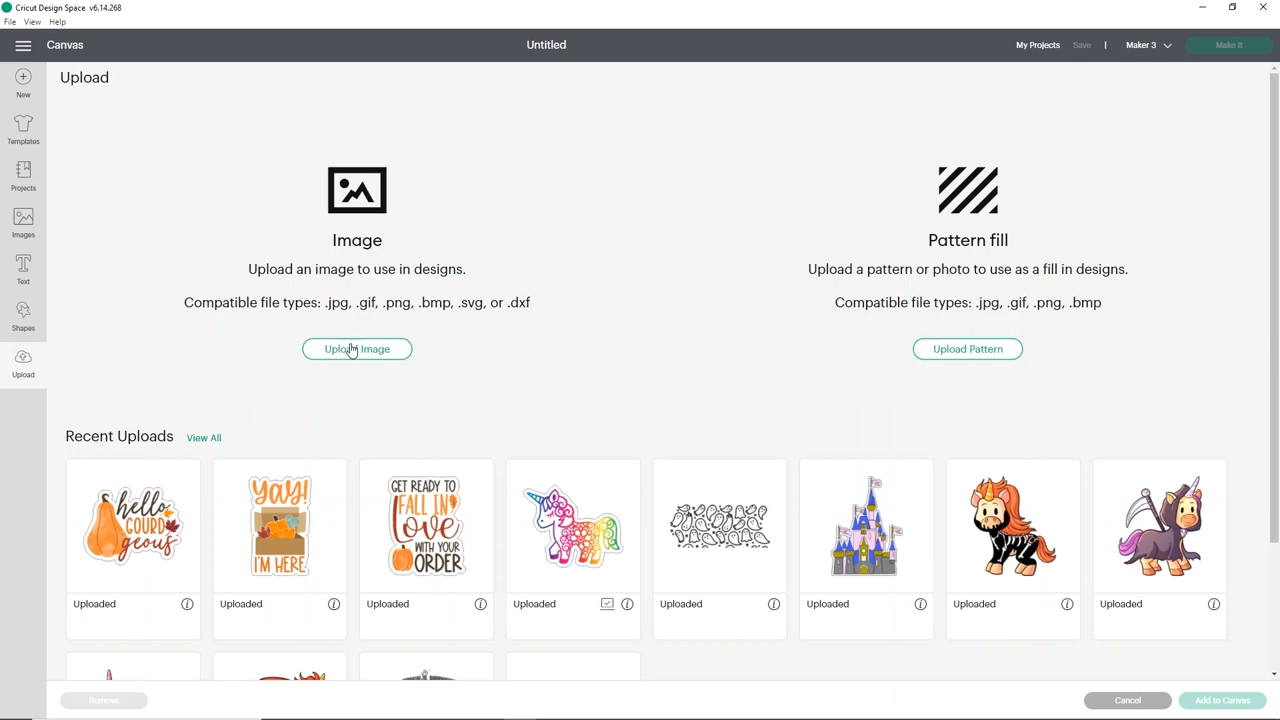 Cricut Design Space v6.14.268
File View Help
Canvas
Untitled
My Projects Save | Maker 3 Make It
New
Templates
Projects
Images
Text
Shapes
Upload
Upload
Image
Upload an image to use in designs.
Compatible file types: .jpg, .gif, .png, .bmp, .svg, or .dxf
Upload Image
Pattern fill
Upload a pattern or photo to use as a fill in designs.
Compatible file types: .jpg, .gif, .png, .bmp
Upload Pattern
Recent Uploads View All
hello
GOURD
geous
YAY!
I'M HERE
GET READY TO
FALL IN
Love
WITH YOUR
ORDER
Uploaded Uploaded Uploaded Uploaded Uploaded Uploaded Uploaded Uploaded
Remove
Cancel Add to Canvas